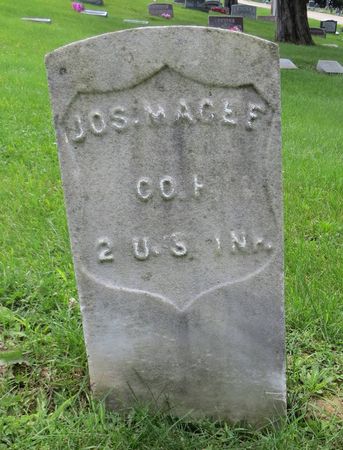 JOS. MAGEE
CO. I
2 U.S. INF.